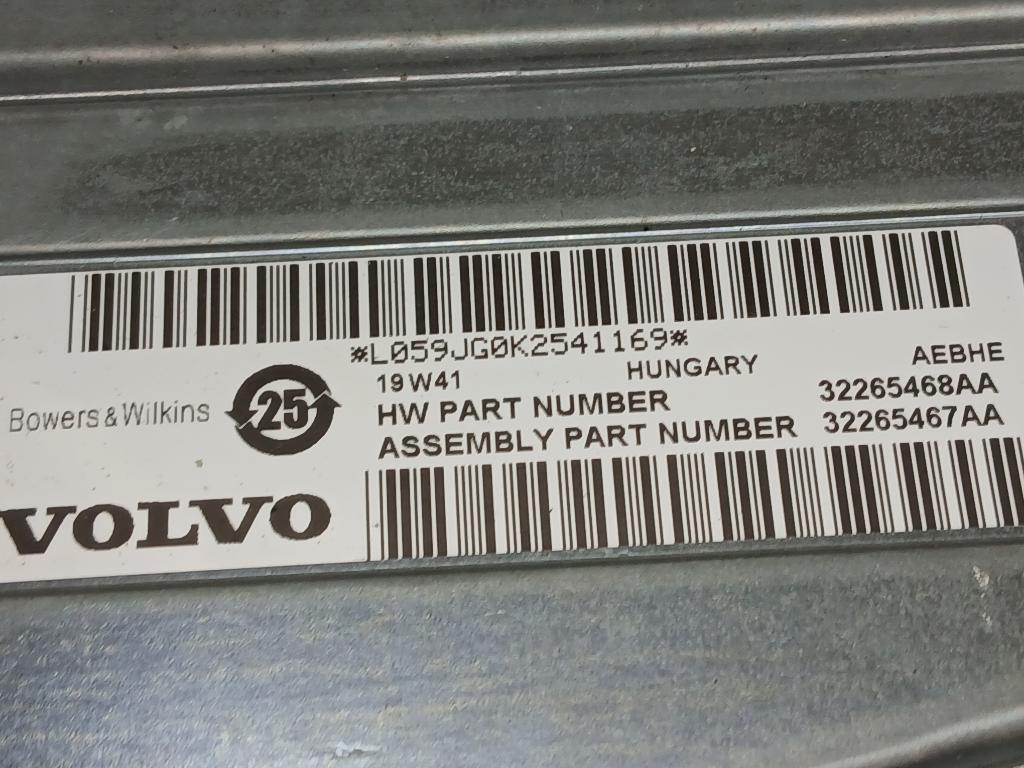 *L059JG0K2541169*
19W41 HUNGARY AEBHE
Bowers & Wilkins
25
HW PART NUMBER 32265468AA
ASSEMBLY PART NUMBER 32265467AA
VOLVO